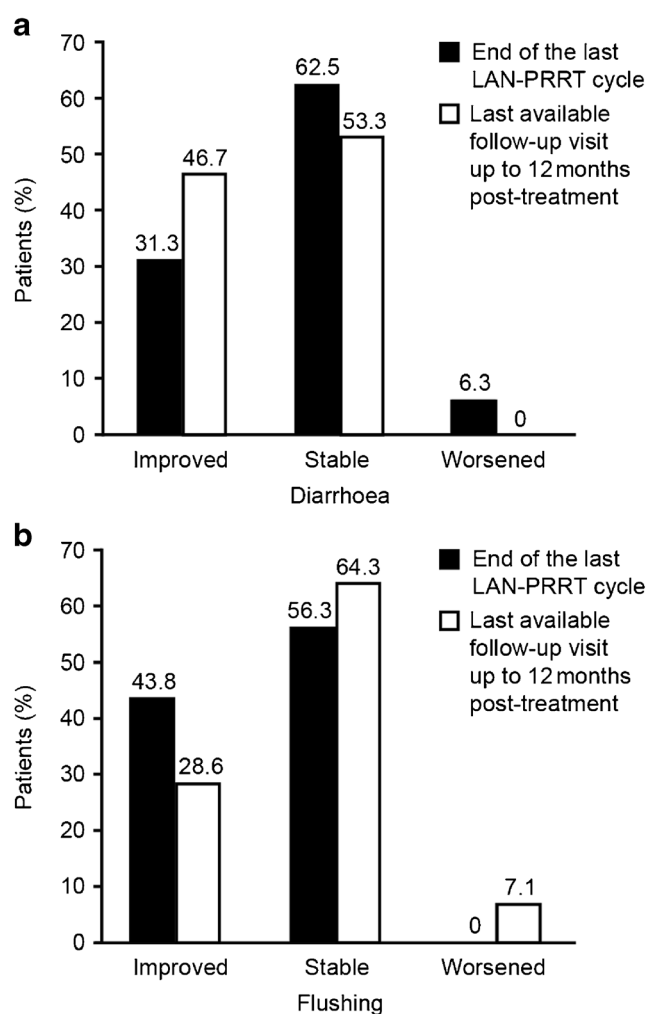 a
Patients (%)
70
60
50
40
30
20
10
0
31.3
46.7
62.5
53.3
6.3
0
End of the last
LAN-PRRT cycle
Last available
follow-up visit
up to 12 months
post-treatment
Improved
Stable
Worsened
Diarrhoea
b
Patients (%)
70
60
50
40
30
20
10
0
43.8
28.6
56.3
64.3
0
7.1
End of the last
LAN-PRRT cycle
Last available
follow-up visit
up to 12 months
post-treatment
Improved
Stable
Worsened
Flushing